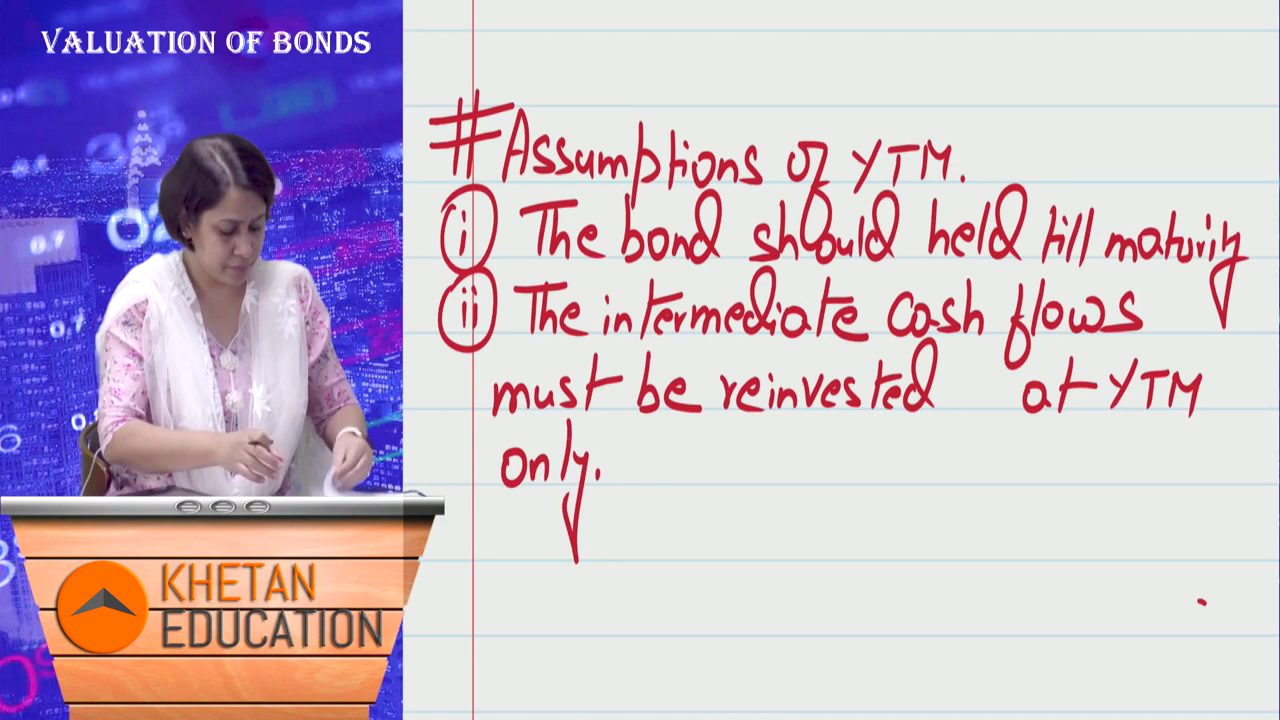 VALUATION OF BONDS
# Assumptions of YTM.
(i) The bond should held till maturity
(ii) The intermediate cash flows
must be reinvested at YTM
only.
KHETAN
EDUCATION